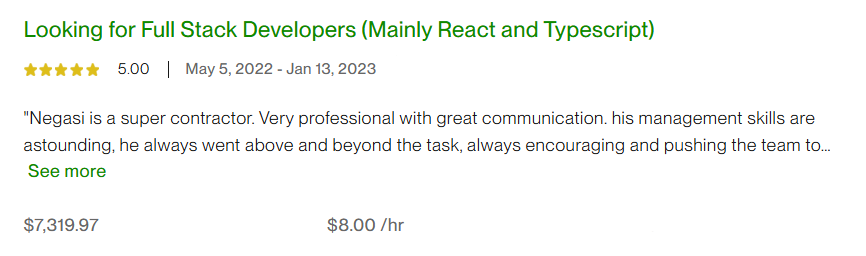 Looking for Full Stack Developers (Mainly React and Typescript)
5.00 | May 5, 2022 - Jan 13, 2023
"Negasi is a super contractor. Very professional with great communication. his management skills are
astounding, he always went above and beyond the task, always encouraging and pushing the team to...
See more
$7,319.97 $8.00 /hr